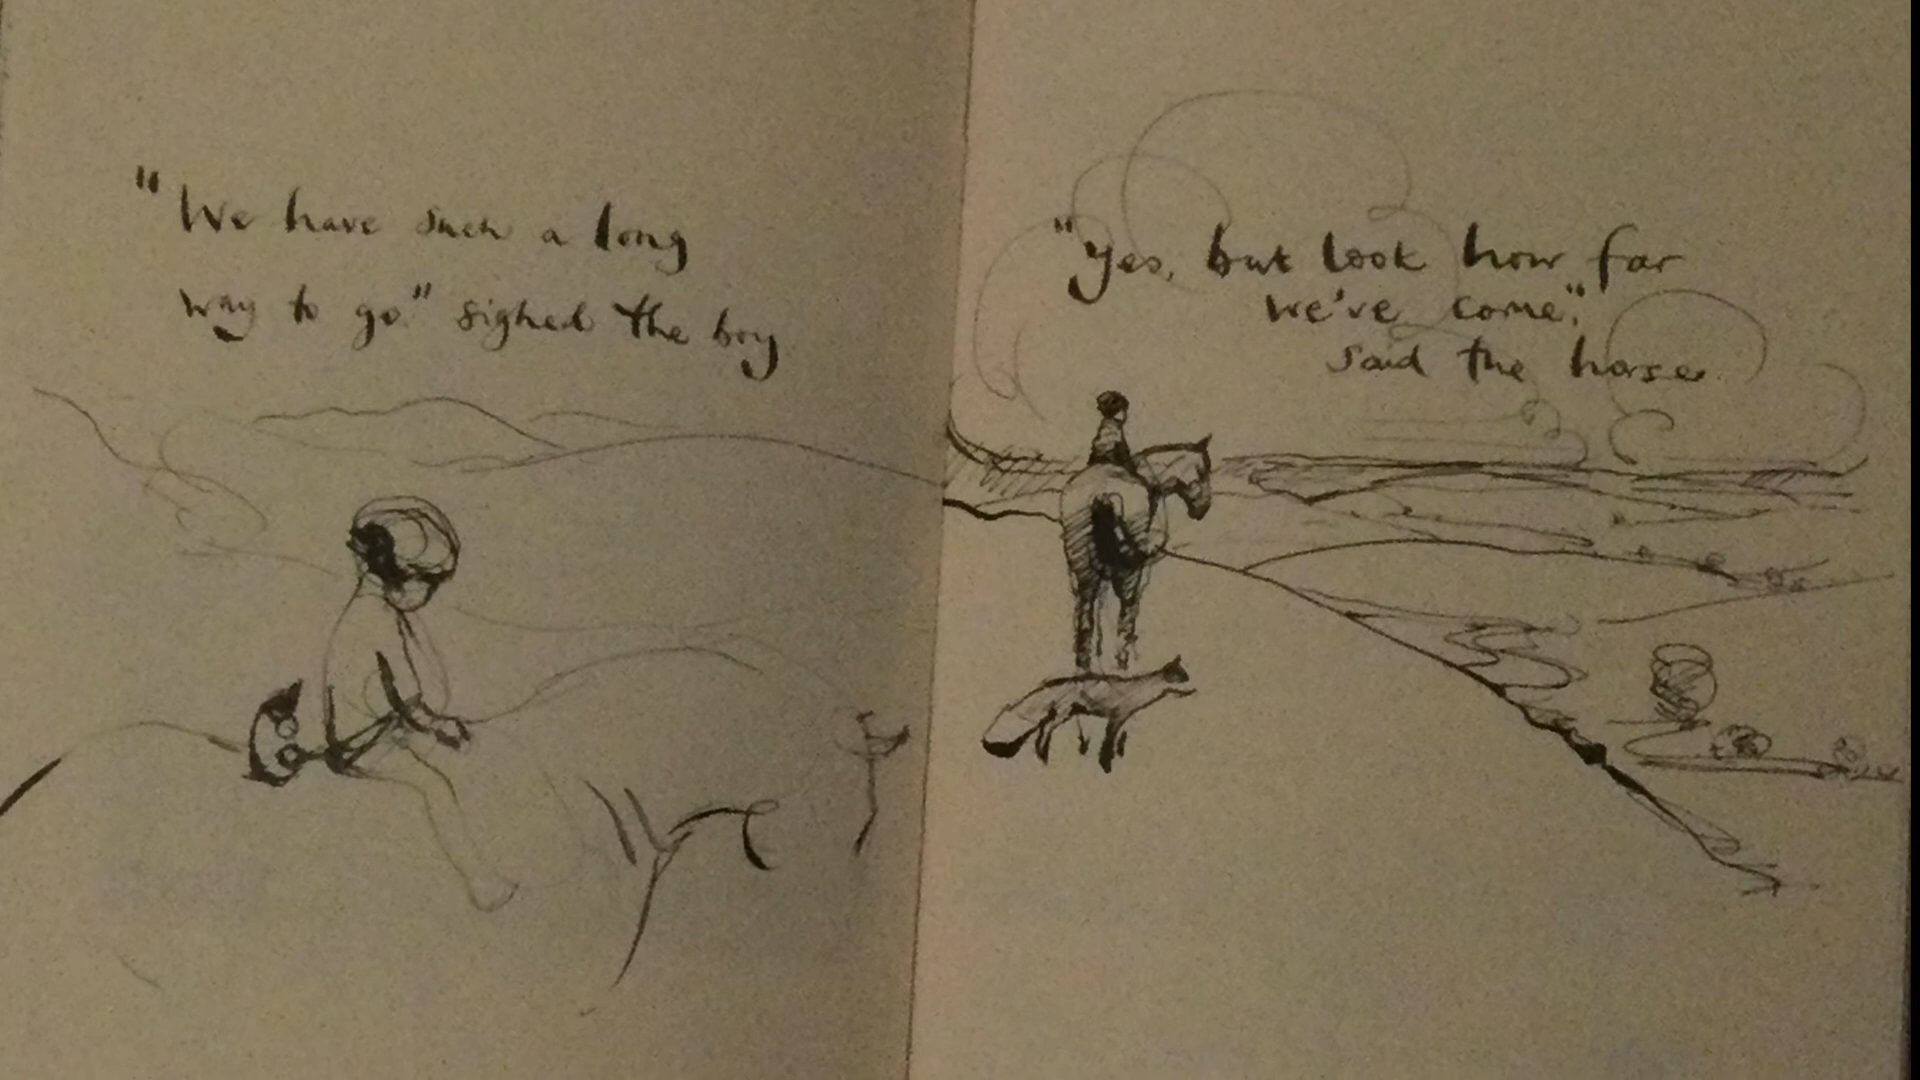 "We have such a long
way to go." sighed the boy
"Yes, but look how far
we've come,"
said the horse.